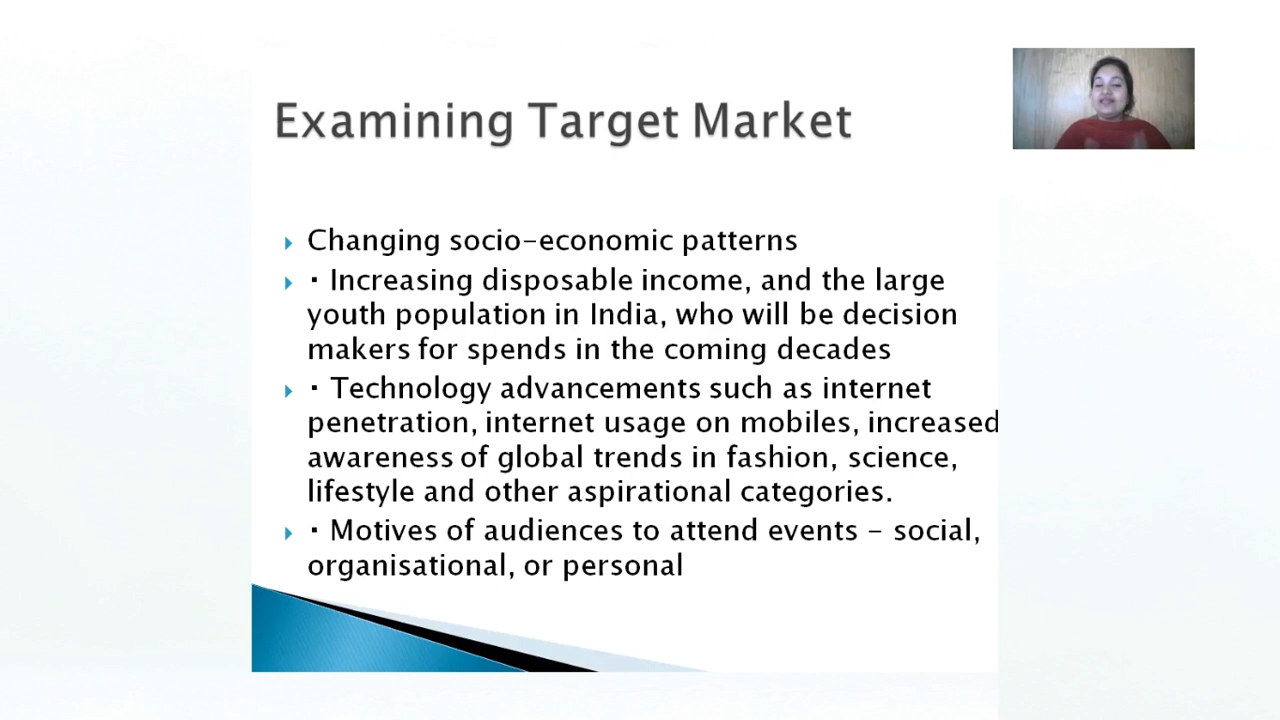 Examining Target Market
Changing socio-economic patterns
· Increasing disposable income, and the large
youth population in India, who will be decision
makers for spends in the coming decades
· Technology advancements such as internet
penetration, internet usage on mobiles, increased
awareness of global trends in fashion, science,
lifestyle and other aspirational categories.
· Motives of audiences to attend events – social,
organisational, or personal